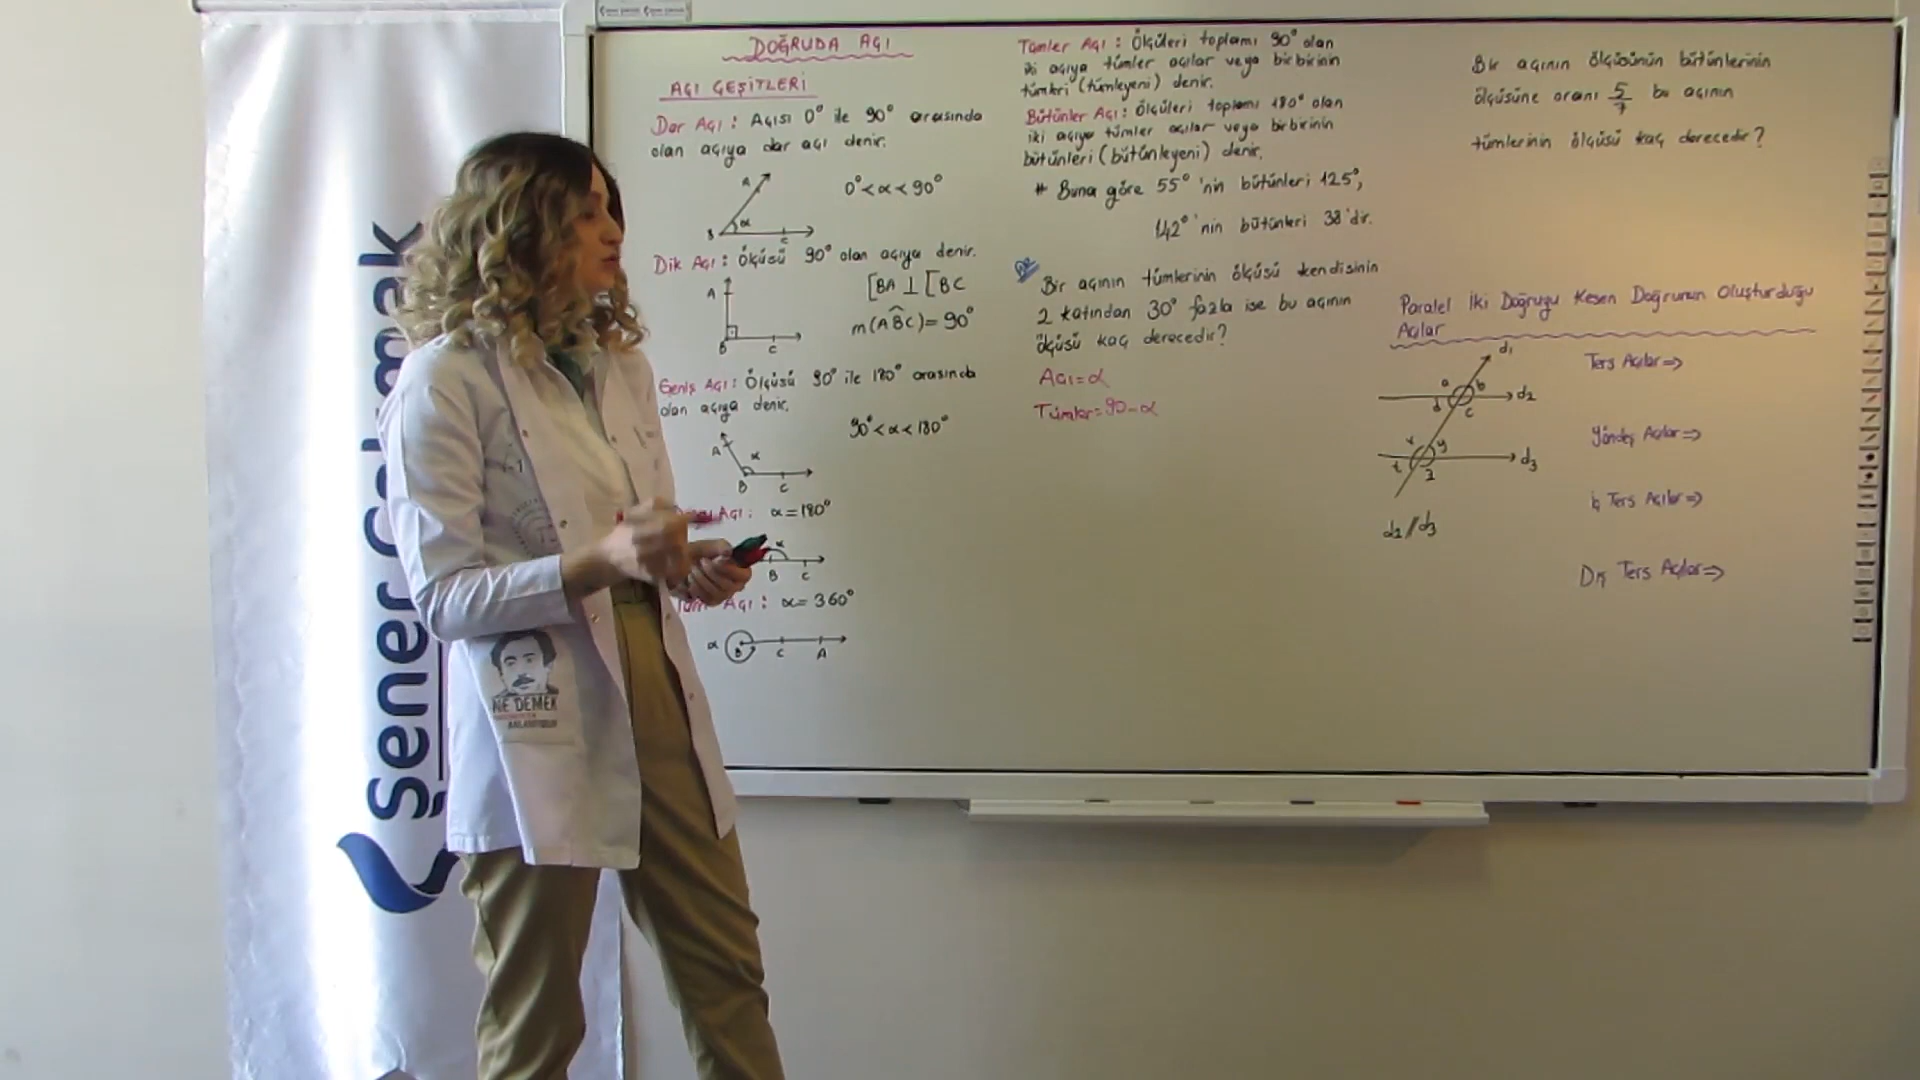 DOĞRUDA AÇI
AÇI ÇEŞİTLERİ
Dar Açı : Açısı 0° ile 90° arasında
olan açıya dar açı denir.
A
α
B
C
0° < α < 90°
Dik Açı : Ölçüsü 90° olan açıya denir.
A
B
C
[BA ⊥ [BC
m(ABC) = 90°
Geniş Açı : Ölçüsü 90° ile 180° arasında
olan açıya denir.
90° < α < 180°
A
α
B
C
Açı : α = 180°
α
B C
Tüm Açı : α = 360°
α B C A
Tümler Açı : Ölçüleri toplamı 90° olan
iki açıya tümler açılar veya birbirinin
tümleri (tümleyeni) denir.
Bütünler Açı : Ölçüleri toplamı 180° olan
iki açıya tümler açılar veya birbirinin
bütünleri (bütünleyeni) denir.
# Buna göre 55° 'nin bütünleri 125°,
142° 'nin bütünleri 38'dir.
Bir açının tümlerinin ölçüsü kendisinin
2 katından 30° fazla ise bu açının
ölçüsü kaç derecedir?
Açı = α
Tümler = 90 - α
Bir açının ölçüsünün bütünlerinin
ölçüsüne oranı 5/7 bu açının
tümlerinin ölçüsü kaç derecedir?
Paralel İki Doğruyu Kesen Doğrunun Oluşturduğu
Açılar
d1
a b
d2
d c
x y
d3
t z
d2 // d3
Ters Açılar ⇒
Yöndeş Açılar ⇒
İç Ters Açılar ⇒
Dış Ters Açılar ⇒
Şener Çakmak
NE DEMEK